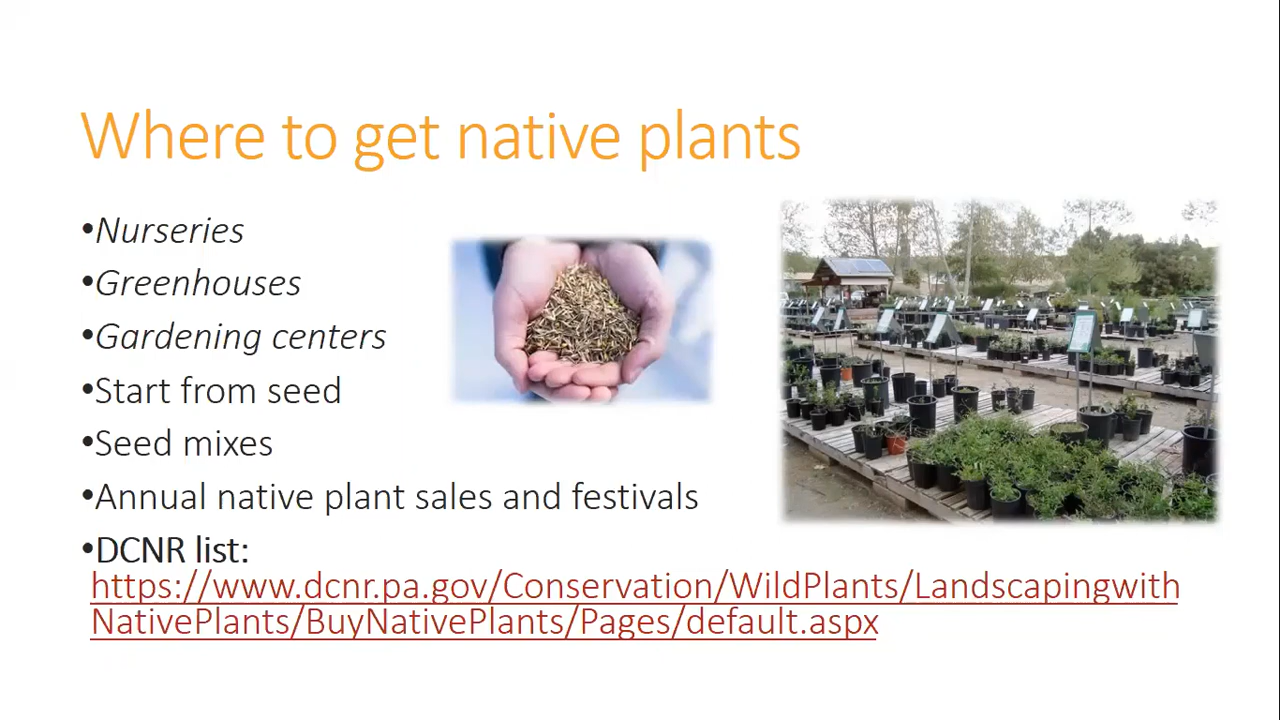 Where to get native plants
•Nurseries
•Greenhouses
•Gardening centers
•Start from seed
•Seed mixes
•Annual native plant sales and festivals
•DCNR list:
https://www.dcnr.pa.gov/Conservation/WildPlants/Landscapingwith
NativePlants/BuyNativePlants/Pages/default.aspx